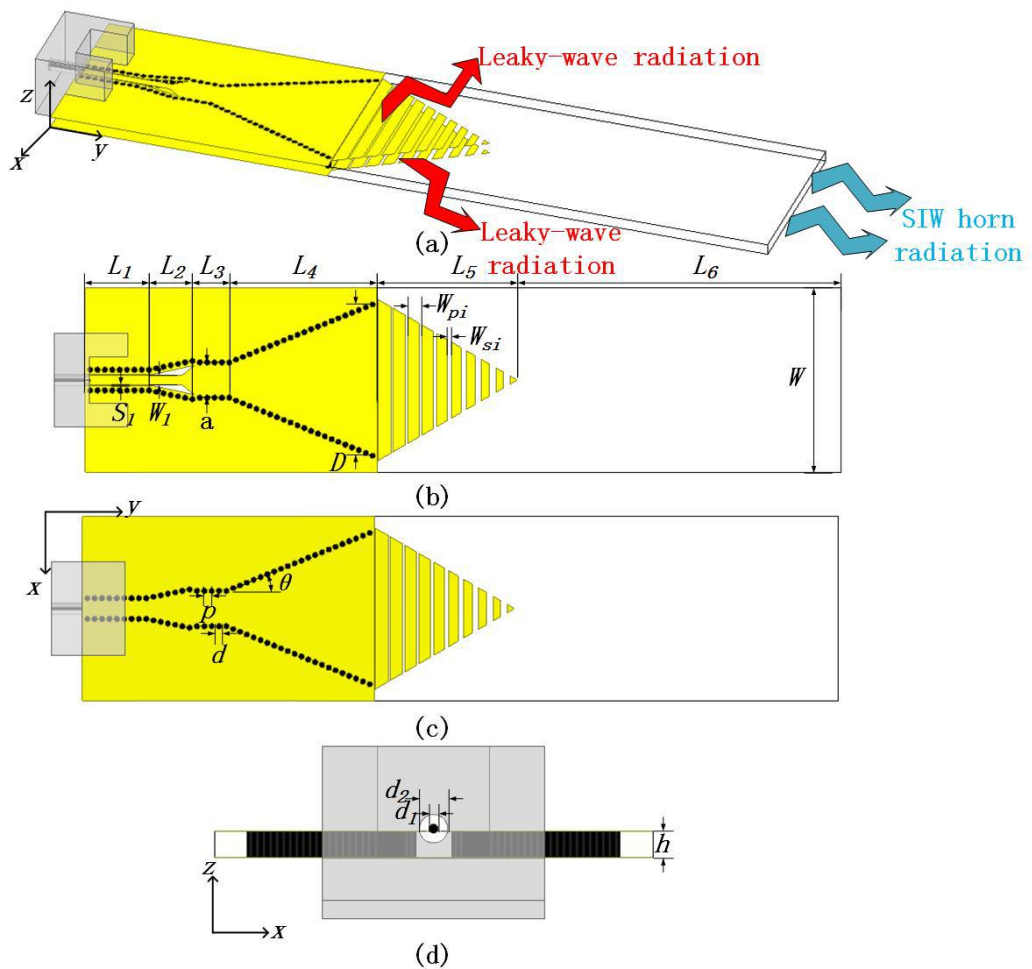 Leaky-wave radiation
z
x
y
(a)
Leaky-wave
radiation
SIW horn
radiation
L1 L2 L3 L4 L5 L6
Wpi
Wsi
W
S1 W1 a
D
(b)
y
x
θ
p
d
(c)
d2
d1
h
z
x
(d)